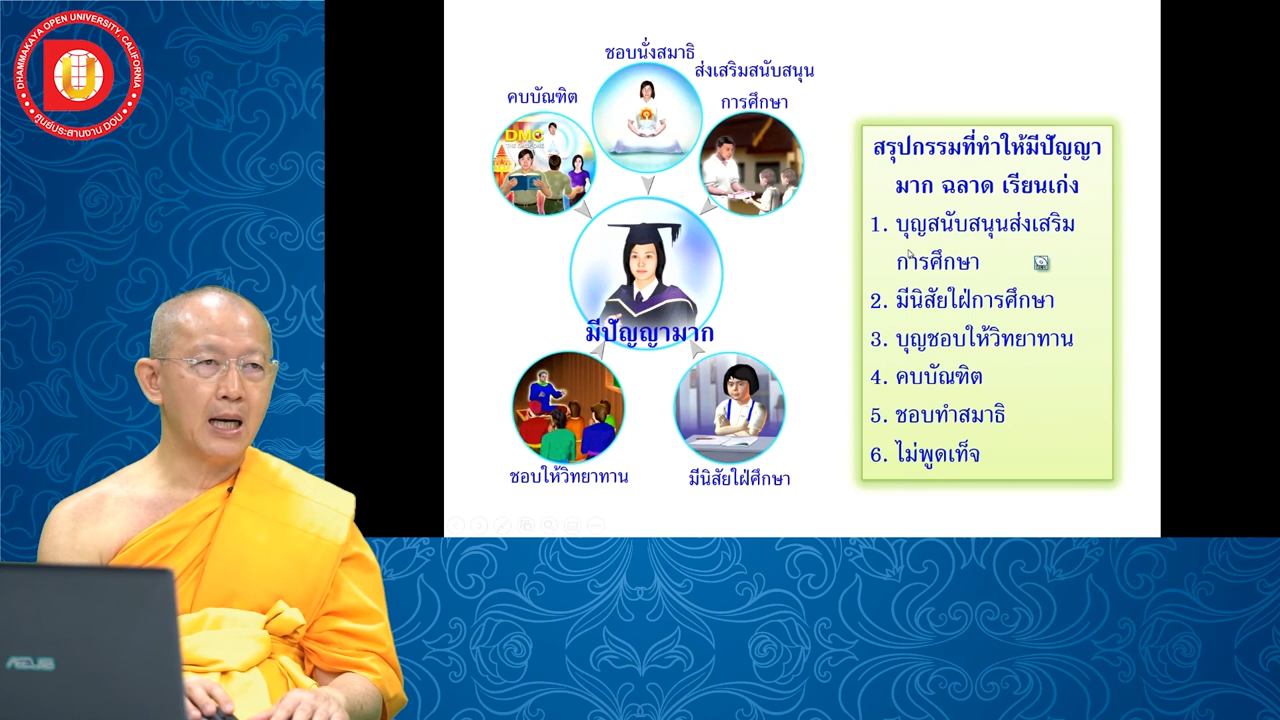 DHAMMAKAYA OPEN UNIVERSITY, CALIFORNIA
D
U
ศูนย์ประสานงาน DOU
ชอบนั่งสมาธิ
ส่งเสริมสนับสนุน
การศึกษา
คบบัณฑิต
DMC
มีปัญญามาก
ชอบให้วิทยาทาน
มีนิสัยใฝ่ศึกษา
สรุปกรรมที่ทำให้มีปัญญา
มาก ฉลาด เรียนเก่ง
1. บุญสนับสนุนส่งเสริม
การศึกษา
2. มีนิสัยใฝ่การศึกษา
3. บุญชอบให้วิทยาทาน
4. คบบัณฑิต
5. ชอบทำสมาธิ
6. ไม่พูดเท็จ
ASUS